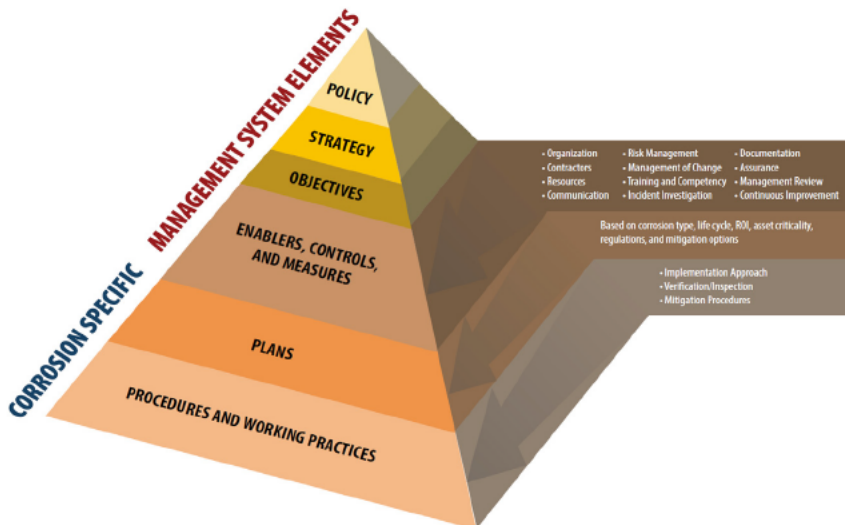 MANAGEMENT SYSTEM ELEMENTS
CORROSION SPECIFIC
POLICY
STRATEGY
OBJECTIVES
ENABLERS, CONTROLS,
AND MEASURES
PLANS
PROCEDURES AND WORKING PRACTICES
• Organization
• Contractors
• Resources
• Communication
• Risk Management
• Management of Change
• Training and Competency
• Incident Investigation
• Documentation
• Assurance
• Management Review
• Continuous Improvement
Based on corrosion type, life cycle, ROI, asset criticality,
regulations, and mitigation options
• Implementation Approach
• Verification/Inspection
• Mitigation Procedures